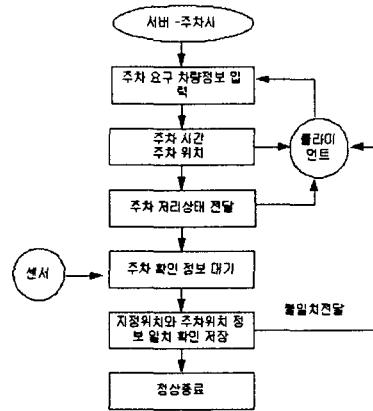 서버 -주차시
주차 요구 차량정보 입
력
주차 시간
주차 위치
클라이
먼트
주차 처리상태 전달
센서
주차 확인 정보 대기
지정위치와 주차위치 정
보 일치 확인 저장
불일치전달
정상종료